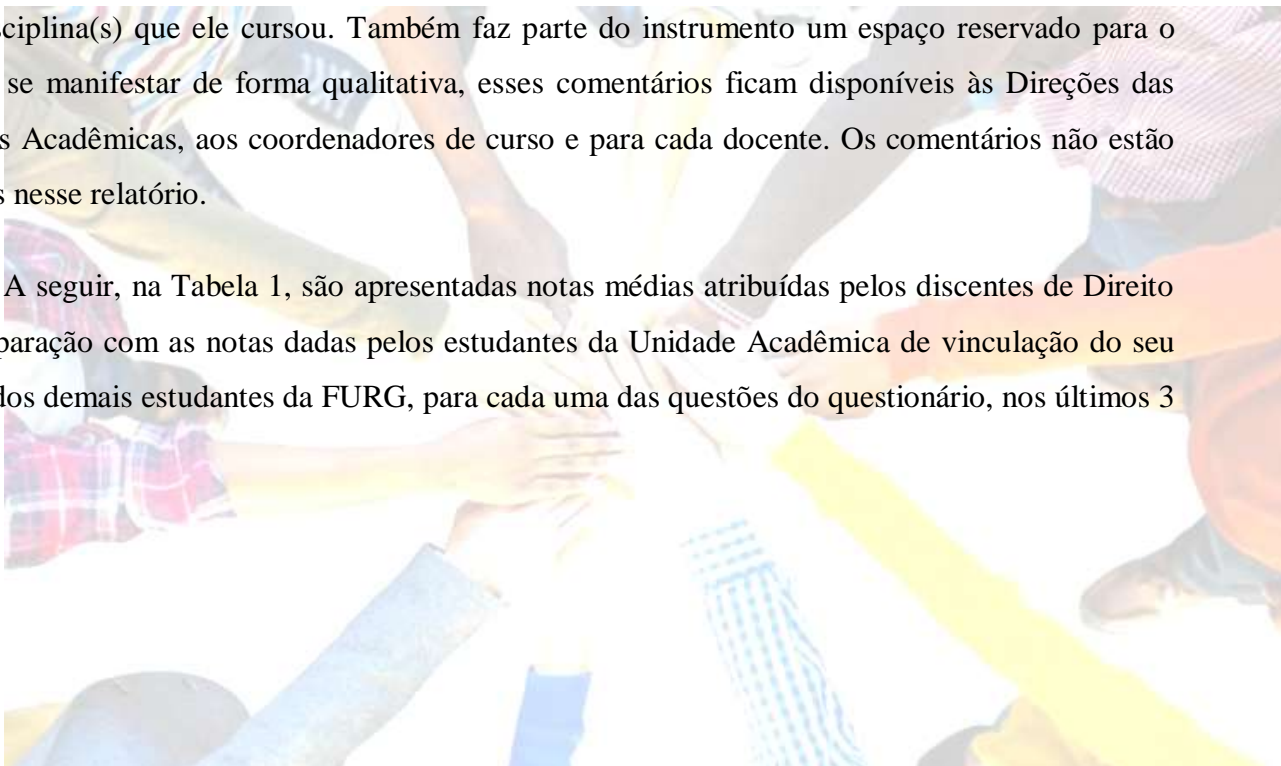 ciplina(s) que ele cursou. Também faz parte do instrumento um espaço reservado para o
se manifestar de forma qualitativa, esses comentários ficam disponíveis às Direções das
s Acadêmicas, aos coordenadores de curso e para cada docente. Os comentários não estão
s nesse relatório.
A seguir, na Tabela 1, são apresentadas notas médias atribuídas pelos discentes de Direito
paração com as notas dadas pelos estudantes da Unidade Acadêmica de vinculação do seu
dos demais estudantes da FURG, para cada uma das questões do questionário, nos últimos 3